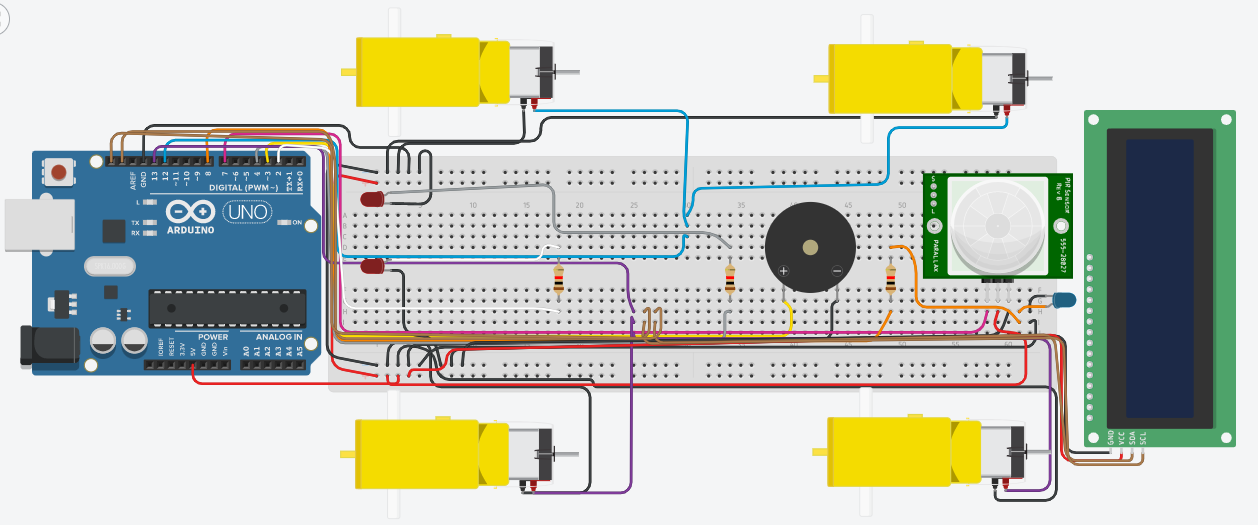 AREF
GND
13
12
~11
~10
~9
8
7
~6
~5
4
~3
2
TX→1
RX←0
DIGITAL (PWM~)
L
TX
RX
ARDUINO
UNO
ON
POWER
ANALOG IN
IOREF
RESET
3.3V
5V
GND
GND
Vin
A0
A1
A2
A3
A4
A5
10
15
20
25
35
45
50
+
−
S
L
PARALLAX
PIR Sensor
Rev B
555-28027
GND
VCC
SDA
SCL